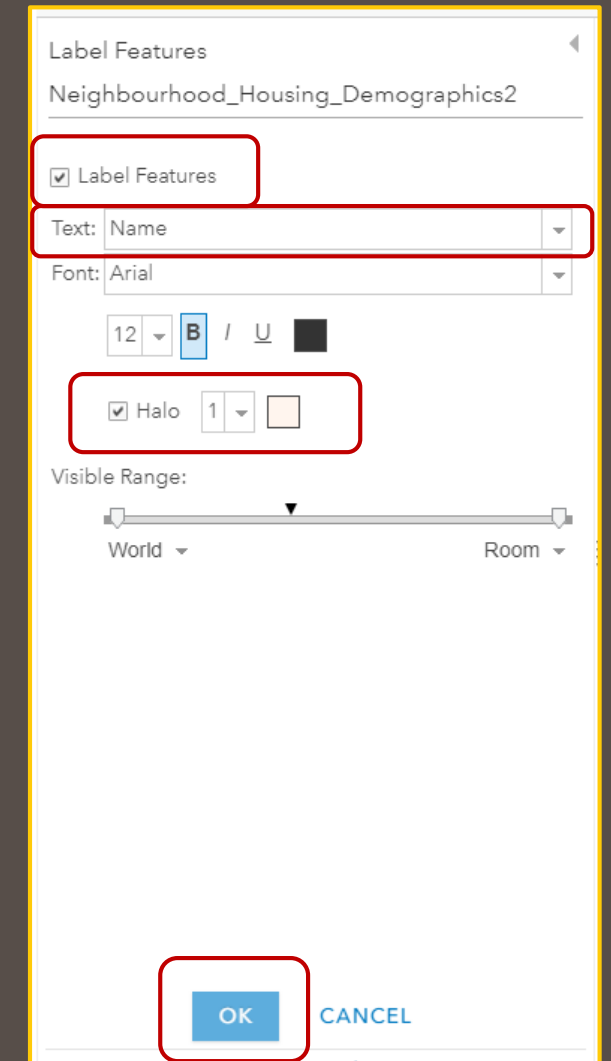 Label Features
Neighbourhood_Housing_Demographics2
Label Features
Text: Name
Font: Arial
12 B I U
Halo 1
Visible Range:
World Room
OK CANCEL